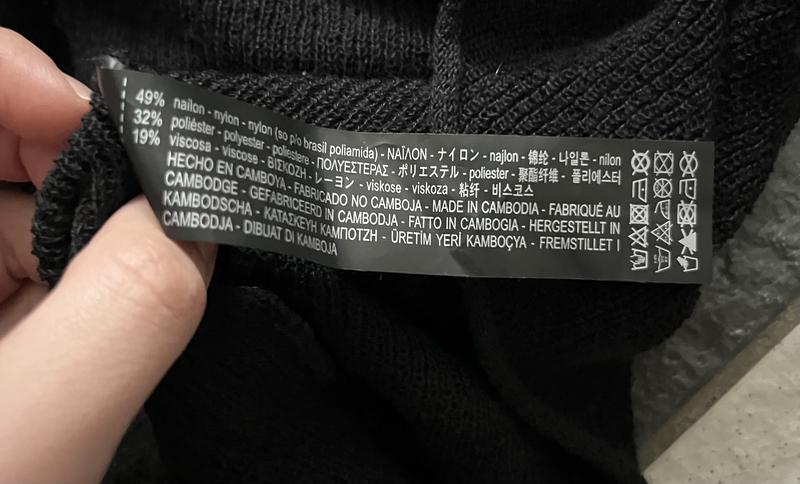 49% nailon - nylon - nylon (so p/o brasil poliamida) - ΝΑΪΛΟΝ - ナイロン - najlon - 锦纶 - 나일론 - nilon
32% poliéster - polyester - poliestere - ΠΟΛΥΕΣΤΕΡΑΣ - ポリエステル - poliester - 聚酯纤维 - 폴리에스터
19% viscosa - viscose - ΒΙΣΚΟΖΗ - レーヨン - viskose - viskoza - 粘纤 - 비스코스
HECHO EN CAMBOYA - FABRICADO NO CAMBOJA - MADE IN CAMBODIA - FABRIQUÉ AU
CAMBODGE - GEFABRICEERD IN CAMBODJA - FATTO IN CAMBOGIA - HERGESTELLT IN
KAMBODSCHA - ΚΑΤΑΣΚΕΥΗ ΚΑΜΠΟΤΖΗ - ÜRETİM YERİ KAMBOÇYA - FREMSTILLET I
CAMBODJA - DIBUAT DI KAMBOJA